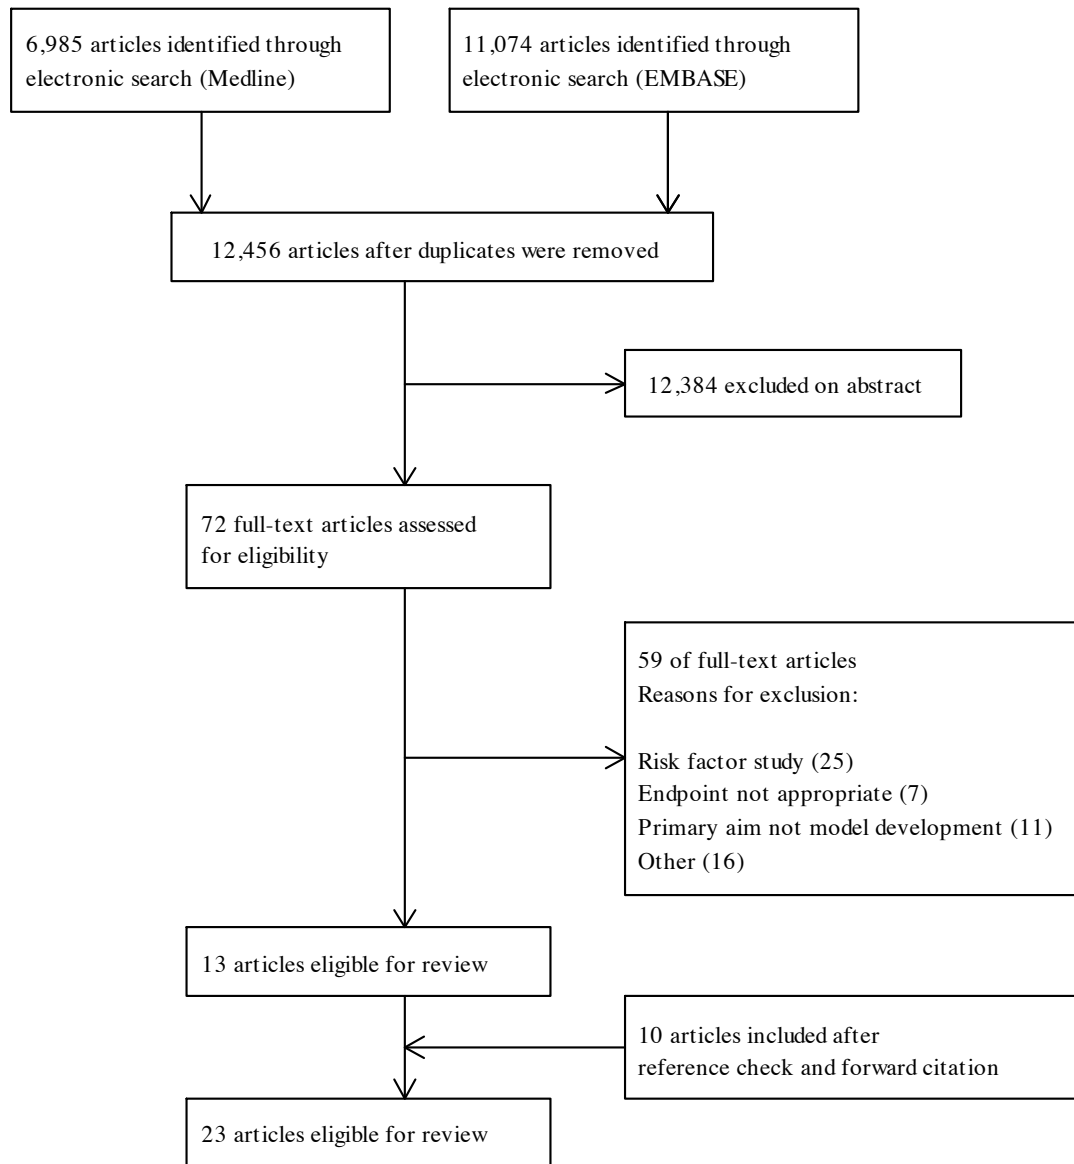 6,985 articles identified through
electronic search (Medline)
11,074 articles identified through
electronic search (EMBASE)
12,456 articles after duplicates were removed
12,384 excluded on abstract
72 full-text articles assessed
for eligibility
59 of full-text articles
Reasons for exclusion:
Risk factor study (25)
Endpoint not appropriate (7)
Primary aim not model development (11)
Other (16)
13 articles eligible for review
10 articles included after
reference check and forward citation
23 articles eligible for review